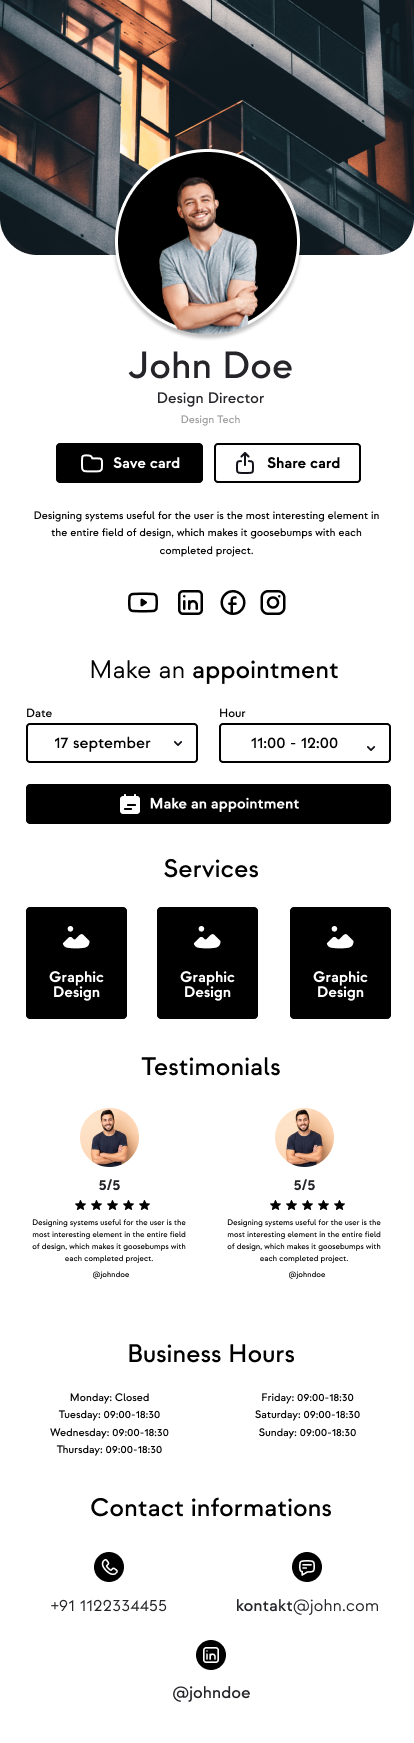 John Doe
Design Director
Design Tech
Save card
Share card
Designing systems useful for the user is the most interesting element in
the entire field of design, which makes it goosebumps with each
completed project.
Make an appointment
Date
Hour
17 september
11:00 - 12:00
Make an appointment
Services
Graphic
Design
Graphic
Design
Graphic
Design
Testimonials
5/5
Designing systems useful for the user is the
most interesting element in the entire field
of design, which makes it goosebumps with
each completed project.
@johndoe
5/5
Designing systems useful for the user is the
most interesting element in the entire field
of design, which makes it goosebumps with
each completed project.
@johndoe
Business Hours
Monday: Closed
Tuesday: 09:00-18:30
Wednesday: 09:00-18:30
Thursday: 09:00-18:30
Friday: 09:00-18:30
Saturday: 09:00-18:30
Sunday: 09:00-18:30
Contact informations
+91 1122334455
kontakt@john.com
@johndoe